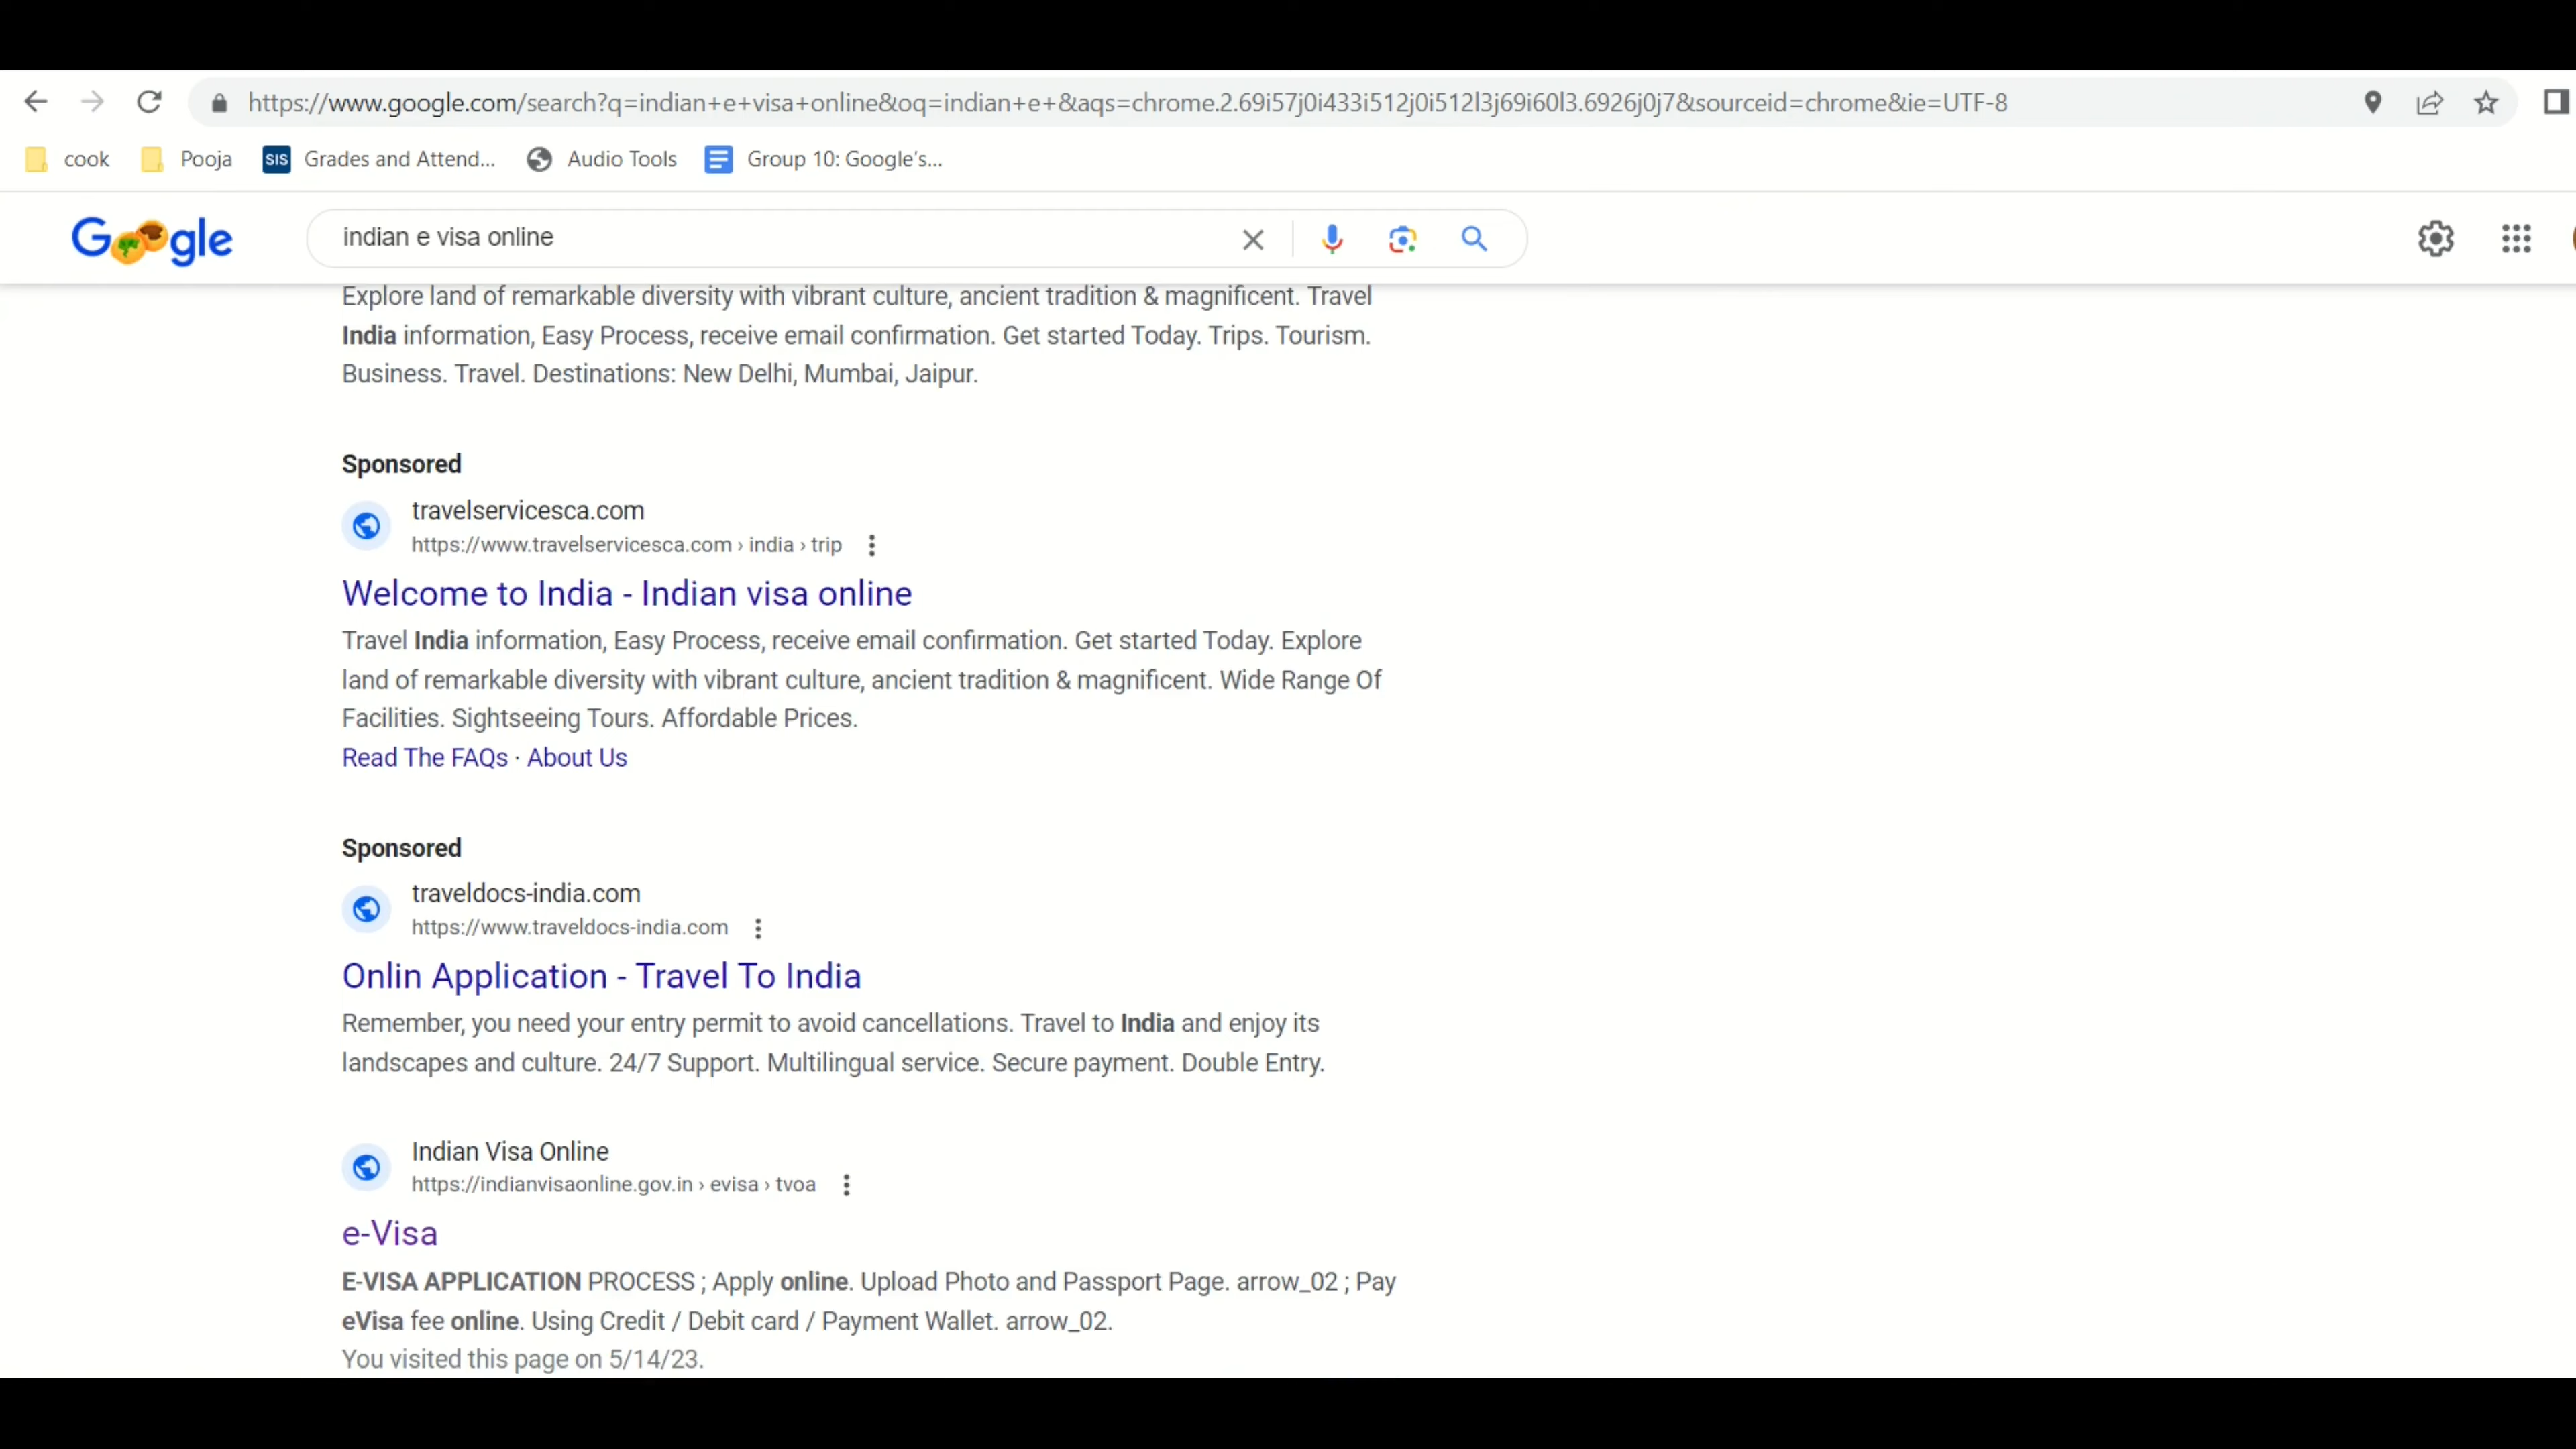 https://www.google.com/search?q=indian+e+visa+online&oq=indian+e+&aqs=chrome.2.69i57j0i433i512j0i512l3j69i60l3.6926j0j7&sourceid=chrome&ie=UTF-8
cook Pooja SIS Grades and Attend... Audio Tools Group 10: Google's...
Google indian e visa online
Explore land of remarkable diversity with vibrant culture, ancient tradition & magnificent. Travel
India information, Easy Process, receive email confirmation. Get started Today. Trips. Tourism.
Business. Travel. Destinations: New Delhi, Mumbai, Jaipur.
Sponsored
travelservicesca.com
https://www.travelservicesca.com › india › trip
Welcome to India - Indian visa online
Travel India information, Easy Process, receive email confirmation. Get started Today. Explore
land of remarkable diversity with vibrant culture, ancient tradition & magnificent. Wide Range Of
Facilities. Sightseeing Tours. Affordable Prices.
Read The FAQs · About Us
Sponsored
traveldocs-india.com
https://www.traveldocs-india.com
Onlin Application - Travel To India
Remember, you need your entry permit to avoid cancellations. Travel to India and enjoy its
landscapes and culture. 24/7 Support. Multilingual service. Secure payment. Double Entry.
Indian Visa Online
https://indianvisaonline.gov.in › evisa › tvoa
e-Visa
E-VISA APPLICATION PROCESS ; Apply online. Upload Photo and Passport Page. arrow_02 ; Pay
eVisa fee online. Using Credit / Debit card / Payment Wallet. arrow_02.
You visited this page on 5/14/23.